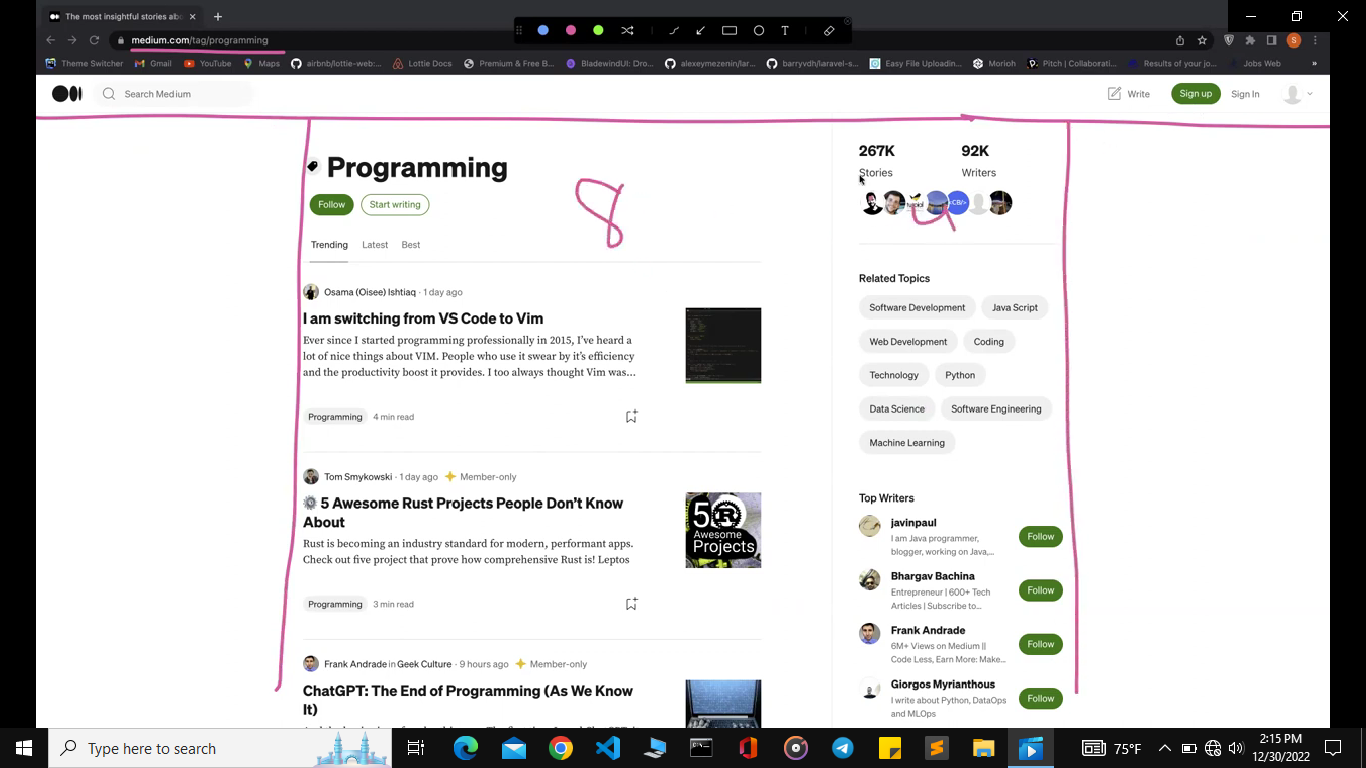 The most insightful stories abo
medium.com/tag/programming
T
S
Theme Switcher Gmail YouTube Maps airbnb/lottie-web:... Lottie Docs Premium & Free B... BladewindUI: Dro... alexeymezenin/lar... barryvdh/laravel-s... Easy FIle Uploadin... Morioh Pitch | Collaborati... Results of your jo... Jobs Web »
Search Medium Write Sign up Sign In
Programming
Follow Start writing
8
Trending Latest Best
Osama (Oisee) Ishtiaq · 1 day ago
I am switching from VS Code to Vim
Ever since I started programming professionally in 2015, I've heard a
lot of nice things about VIM. People who use it swear by it's efficiency
and the productivity boost it provides. I too always thought Vim was...
Programming 4 min read
Tom Smykowski · 1 day ago Member-only
5 Awesome Rust Projects People Don't Know
About
Rust is becoming an industry standard for modern, performant apps.
Check out five project that prove how comprehensive Rust is! Leptos
5
Awesome
Projects
Programming 3 min read
Frank Andrade in Geek Culture · 9 hours ago Member-only
ChatGPT: The End of Programming (As We Know
It)
267K 92K
Stories Writers
<CB/>
4
Related Topics
Software Development Java Script
Web Development Coding
Technology Python
Data Science Software Engineering
Machine Learning
Top Writers
javinpaul
I am Java programmer,
blogger, working on Java,...
Follow
Bhargav Bachina
Entrepreneur | 600+ Tech
Articles | Subscribe to...
Follow
Frank Andrade
6M+ Views on Medium ||
Code Less, Earn More: Make...
Follow
Giorgos Myrianthous
I write about Python, DataOps
and MLOps
Follow
Type here to search
75°F
2:15 PM
12/30/2022